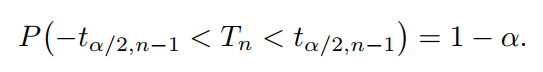 P(−t_{α/2,n−1} < T_n < t_{α/2,n−1}) = 1 − α.